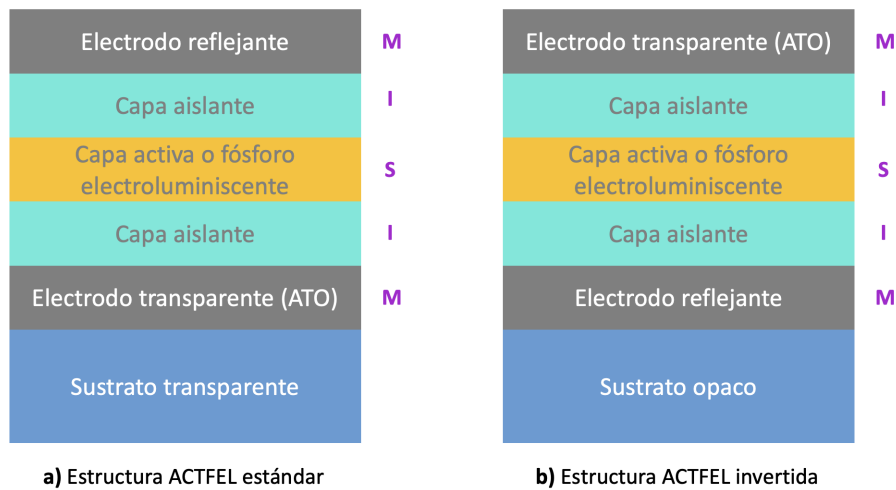 Electrodo reflejante
M
Capa aislante
I
Capa activa o fósforo
electroluminiscente
S
Capa aislante
I
Electrodo transparente (ATO)
M
Sustrato transparente
a) Estructura ACTFEL estándar
Electrodo transparente (ATO)
M
Capa aislante
I
Capa activa o fósforo
electroluminiscente
S
Capa aislante
I
Electrodo reflejante
M
Sustrato opaco
b) Estructura ACTFEL invertida